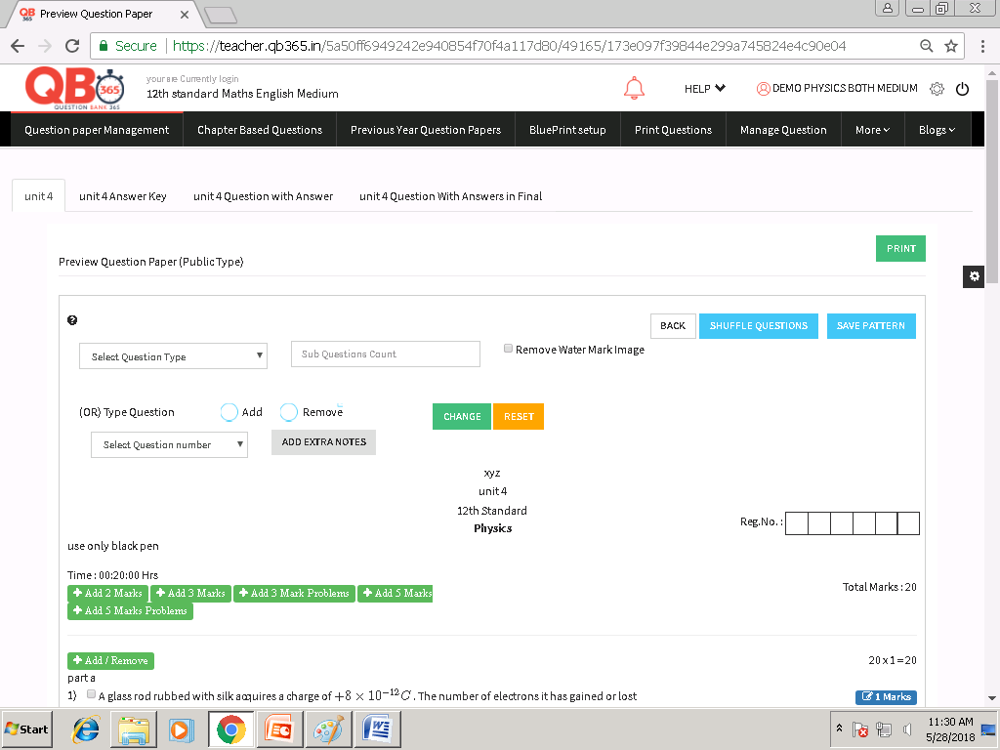 Preview Question Paper
Secure https://teacher.qb365.in/5a50ff6949242e940854f70f4a117d80/49165/173e097f39844e299a745824e4c90e04
QB 365
QUESTION BANK 365
your are Currently login
12th standard Maths English Medium
HELP
DEMO PHYSICS BOTH MEDIUM
Question paper Management Chapter Based Questions Previous Year Question Papers BluePrint setup Print Questions Manage Question More Blogs
unit 4 unit 4 Answer Key unit 4 Question with Answer unit 4 Question With Answers in Final
PRINT
Preview Question Paper (Public Type)
BACK SHUFFLE QUESTIONS SAVE PATTERN
Select Question Type Sub Questions Count Remove Water Mark Image
(OR) Type Question Add Remove CHANGE RESET
Select Question number ADD EXTRA NOTES
xyz
unit 4
12th Standard
Physics
Reg.No. :
use only black pen
Time : 00:20:00 Hrs
Total Marks : 20
Add 2 Marks Add 3 Marks Add 3 Mark Problems Add 5 Marks
Add 5 Marks Problems
Add / Remove 20 x 1 = 20
part a
1) A glass rod rubbed with silk acquires a charge of +8 × 10⁻¹²C. The number of electrons it has gained or lost 1 Marks
Start
11:30 AM
5/28/2018